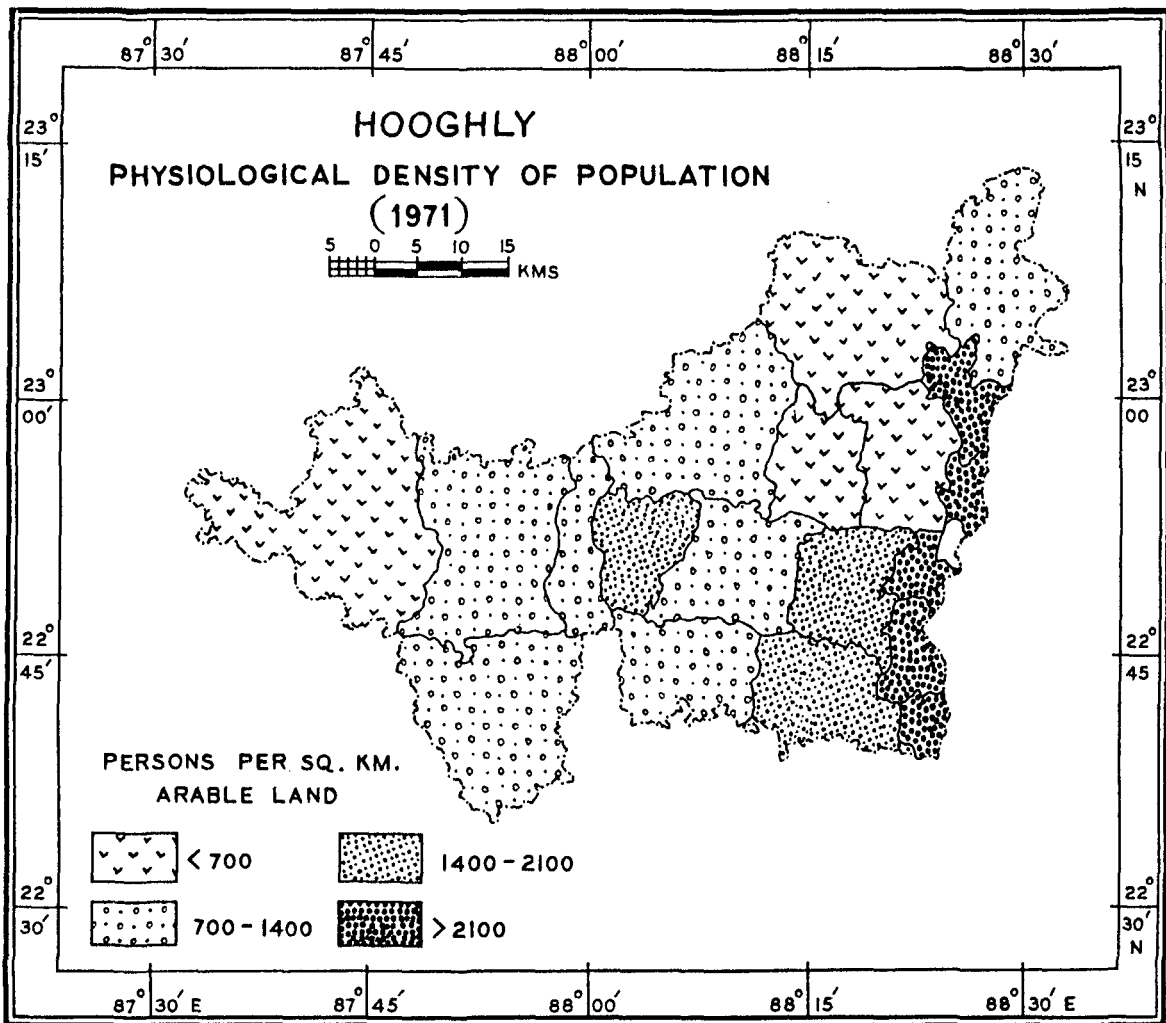 87° 30′ 87° 45′ 88° 00′ 88° 15′ 88° 30′
HOOGHLY
PHYSIOLOGICAL DENSITY OF POPULATION
(1971)
5 0 5 10 15
KMS
23° 15′
23° 15 N
23° 00′
23° 00
22° 45′
22° 45
22° 30′
22° 30′ N
PERSONS PER SQ. KM.
ARABLE LAND
< 700
1400 - 2100
700 - 1400
> 2100
87° 30′ E 87° 45′ 88° 00′ 88° 15′ 88° 30′ E